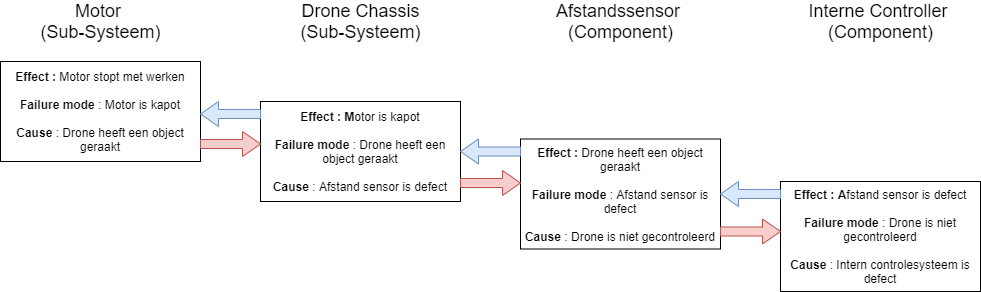 Motor
(Sub-Systeem)
Drone Chassis
(Sub-Systeem)
Afstandssensor
(Component)
Interne Controller
(Component)
Effect : Motor stopt met werken
Failure mode : Motor is kapot
Cause : Drone heeft een object
geraakt
Effect : Motor is kapot
Failure mode : Drone heeft een
object geraakt
Cause : Afstand sensor is defect
Effect : Drone heeft een object
geraakt
Failure mode : Afstand sensor is
defect
Cause : Drone is niet gecontroleerd
Effect : Afstand sensor is defect
Failure mode : Drone is niet
gecontroleerd
Cause : Intern controlesysteem is
defect